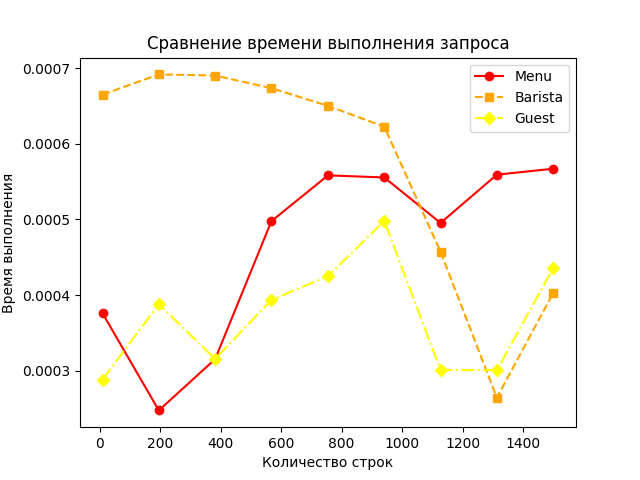 Сравнение времени выполнения запроса
Menu
Barista
Guest
Время выполнения
0.0007
0.0006
0.0005
0.0004
0.0003
0 200 400 600 800 1000 1200 1400
Количество строк